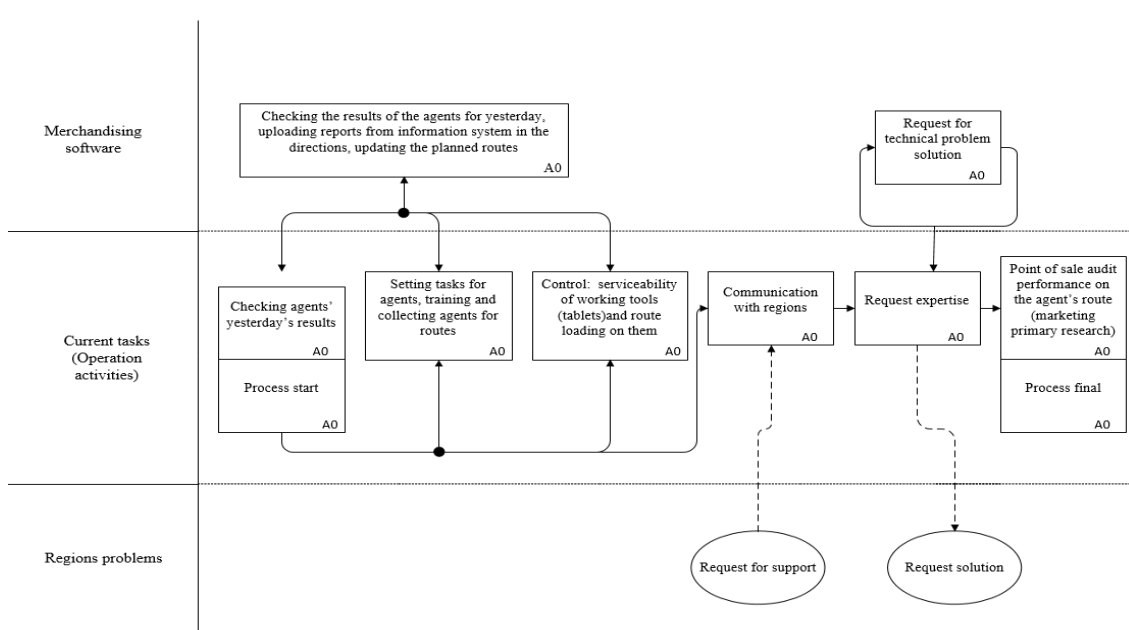 Merchandising
software
Checking the results of the agents for yesterday,
uploading reports from information system in the
directions, updating the planned routes
A0
Request for
technical problem
solution
A0
Current tasks
(Operation
activities)
Checking agents’
yesterday’s results
A0
Process start
A0
Setting tasks for
agents, training and
collecting agents for
routes
A0
Control: serviceability
of working tools
(tablets)and route
loading on them
A0
Communication
with regions
A0
Request expertise
A0
Point of sale audit
performance on
the agent’s route
(marketing
primary research)
A0
Process final
A0
Regions problems
Request for support
Request solution